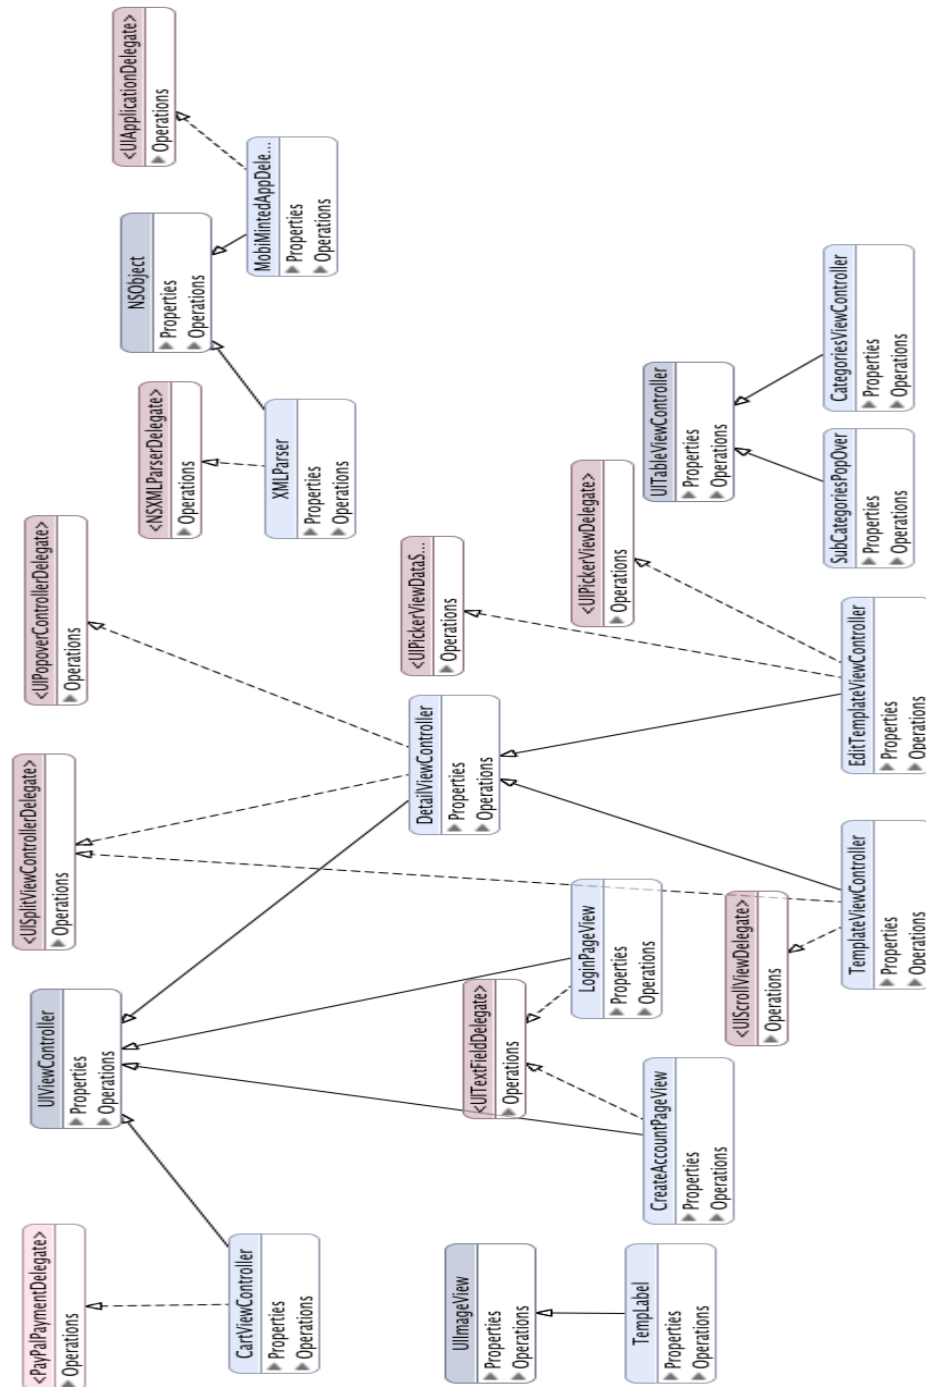 <PayPalPaymentDelegate>
Operations
UIViewController
Properties
Operations
<UISplitViewControllerDelegate>
Operations
<UIPopoverControllerDelegate>
Operations
<NSXMLParserDelegate>
Operations
NSObject
Properties
Operations
<UIApplicationDelegate>
Operations
CartViewController
Properties
Operations
XMLParser
Properties
Operations
MobiMintedAppDele...
Properties
Operations
UIImageView
Properties
Operations
<UITextFieldDelegate>
Operations
DetailViewController
Properties
Operations
<UIPickerViewDataS...
Operations
TempLabel
Properties
Operations
CreateAccountPageView
Properties
Operations
LoginPageView
Properties
Operations
<UIPickerViewDelegate>
Operations
UITableViewController
Properties
Operations
<UIScrollViewDelegate>
Operations
TemplateViewController
Properties
Operations
EditTemplateViewController
Properties
Operations
SubCategoriesPopOver
Properties
Operations
CategoriesViewController
Properties
Operations